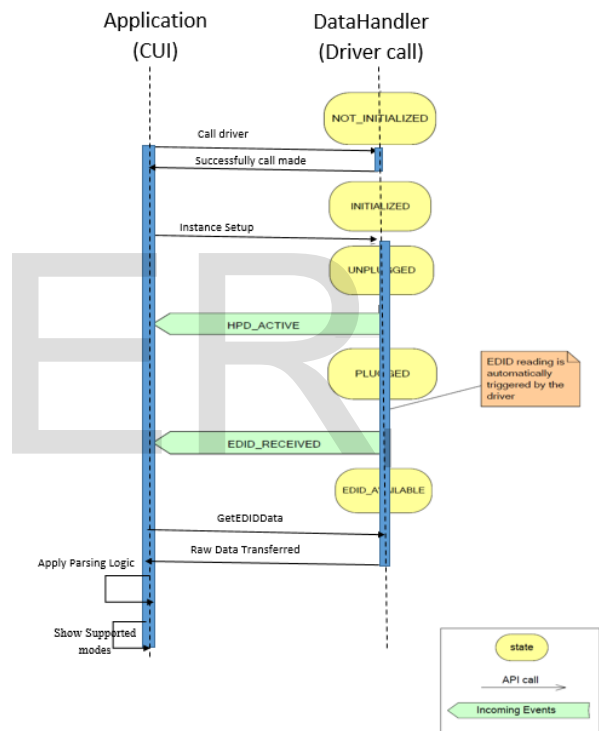 Application
(CUI)
DataHandler
(Driver call)
NOT_INITIALIZED
Call driver
Successfully call made
INITIALIZED
Instance Setup
UNPLUGGED
HPD_ACTIVE
PLUGGED
EDID reading is
automatically
triggered by the
driver
EDID_RECEIVED
EDID_AVAILABLE
GetEDIDData
Raw Data Transferred
Apply Parsing Logic
Show Supported
modes
state
API call
Incoming Events
ER